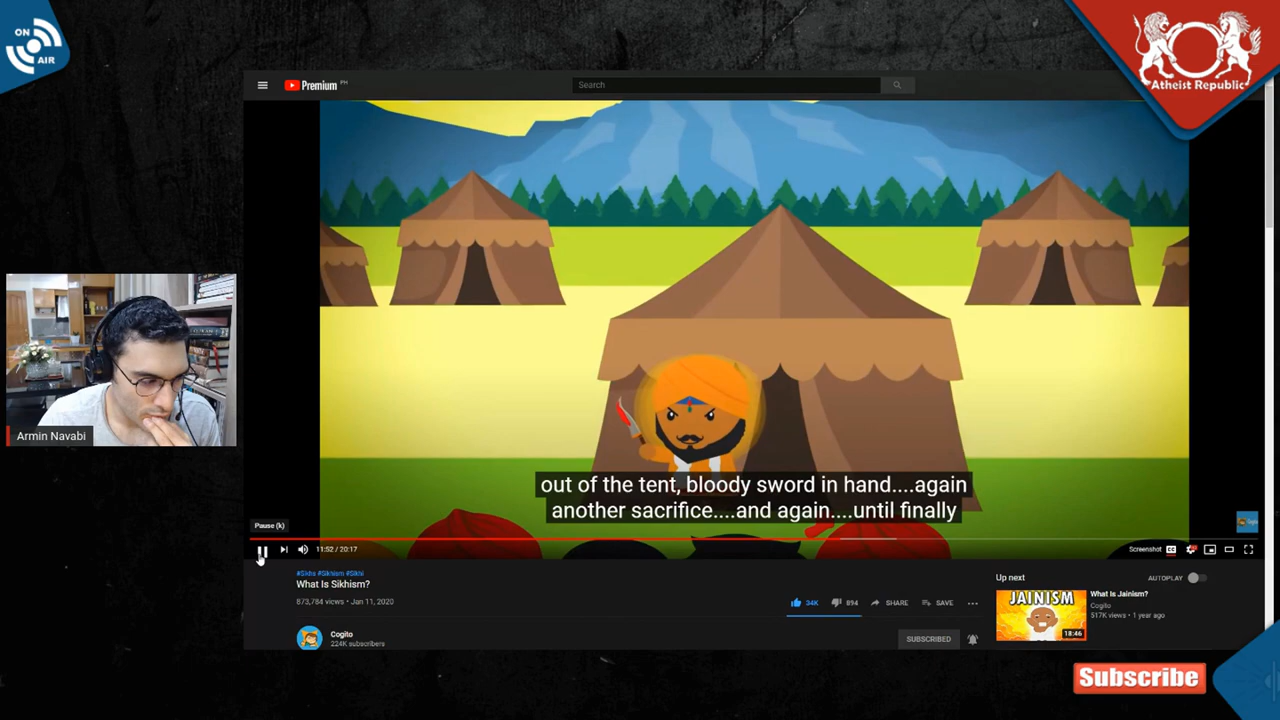 ON
AIR
Premium PH
Search
Atheist Republic
Armin Navabi
out of the tent, bloody sword in hand....again
another sacrifice....and again....until finally
Pause (k)
11:52 / 20:17
Screenshot
CC
#Sikhs #Sikhism #Sikhi
What Is Sikhism?
873,784 views • Jan 11, 2020
34K
894
SHARE
SAVE
Cogito
224K subscribers
SUBSCRIBED
Up next
AUTOPLAY
JAINISM
18:46
What Is Jainism?
Cogito
517K views • 1 year ago
Subscribe